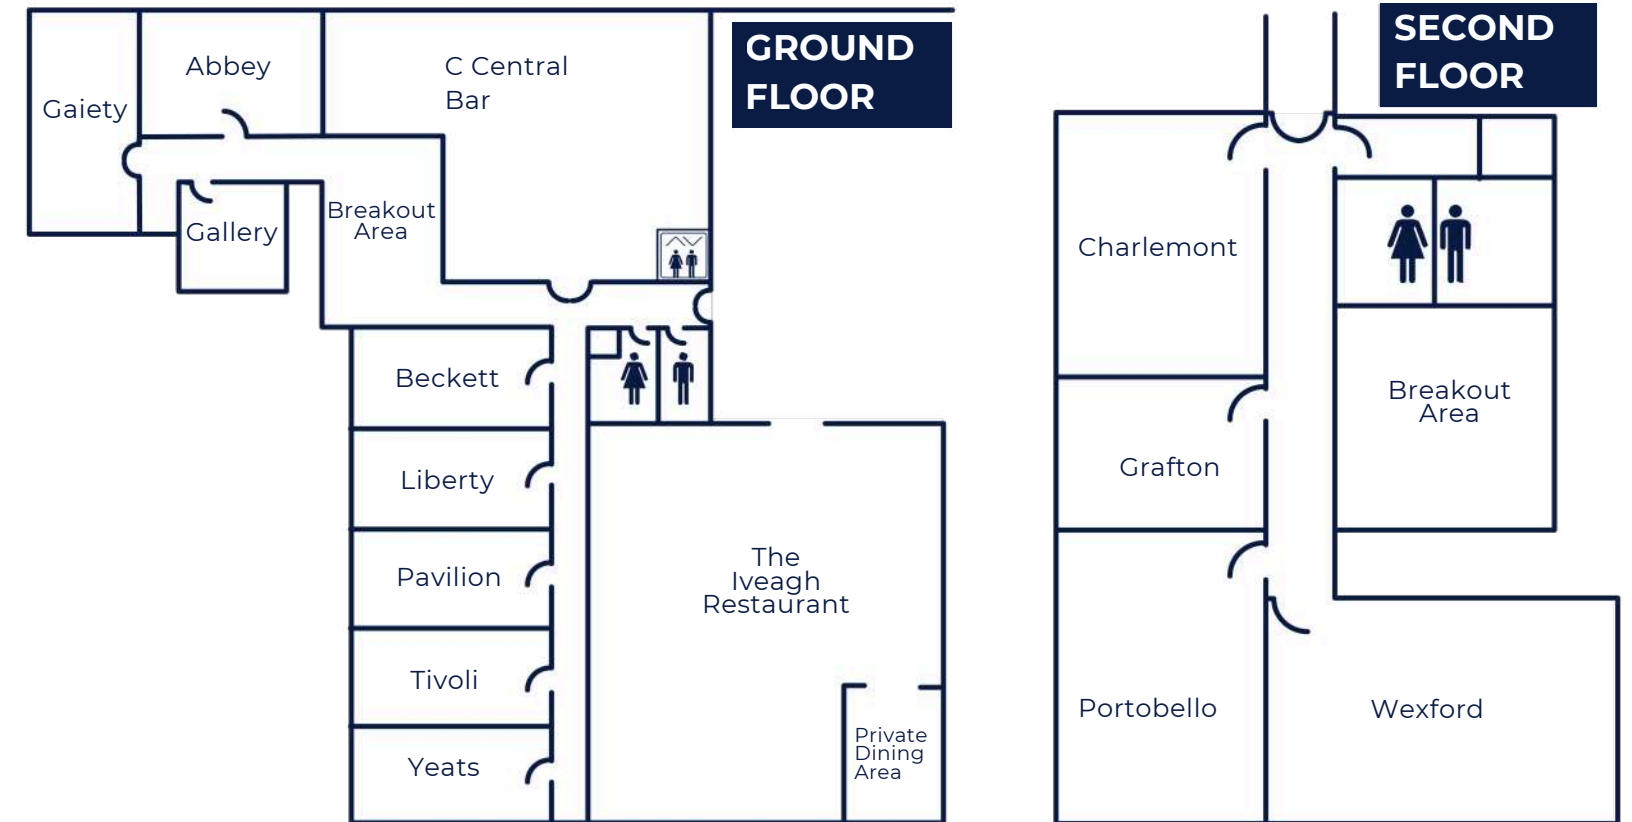 GROUND
FLOOR
Gaiety
Abbey
C Central
Bar
Gallery
Breakout
Area
Beckett
Liberty
Pavilion
Tivoli
Yeats
The
Iveagh
Restaurant
Private
Dining
Area
SECOND
FLOOR
Charlemont
Grafton
Breakout
Area
Portobello
Wexford